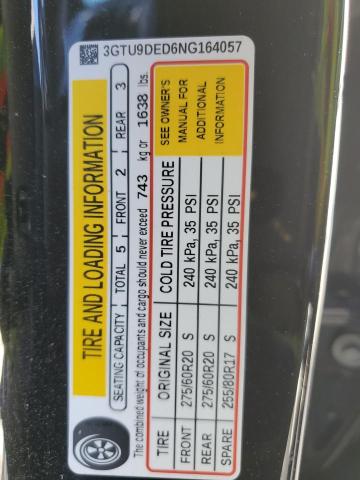 3GTU9DED6NG164057
TIRE AND LOADING INFORMATION
SEATING CAPACITY TOTAL 5 FRONT 2 REAR 3
The combined weight of occupants and cargo should never exceed 743 kg or 1638 lbs.
TIRE ORIGINAL SIZE COLD TIRE PRESSURE
FRONT 275/60R20 S 240 kPa, 35 PSI
REAR 275/60R20 S 240 kPa, 35 PSI
SPARE 255/80R17 S 240 kPa, 35 PSI
SEE OWNER'S
MANUAL FOR
ADDITIONAL
INFORMATION